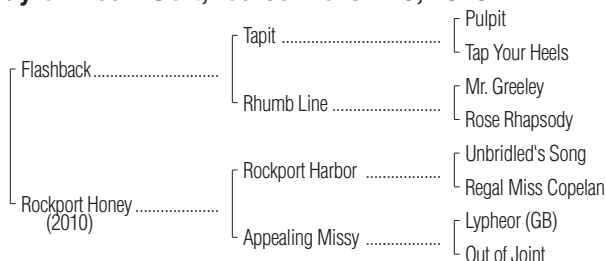 Pulpit
Tapit ..............................
Tap Your Heels
Flashback............................
Mr. Greeley
Rhumb Line ........................
Rose Rhapsody
Unbridled's Song
Rockport Harbor .................
Regal Miss Copelan
Rockport Honey ...................
(2010)
Lypheor (GB)
Appealing Missy .................
Out of Joint